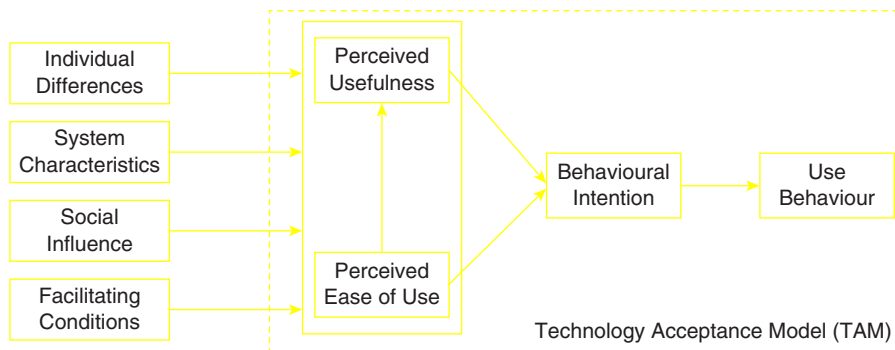 Individual
Differences
System
Characteristics
Social
Influence
Facilitating
Conditions
Perceived
Usefulness
Perceived
Ease of Use
Behavioural
Intention
Use
Behaviour
Technology Acceptance Model (TAM)